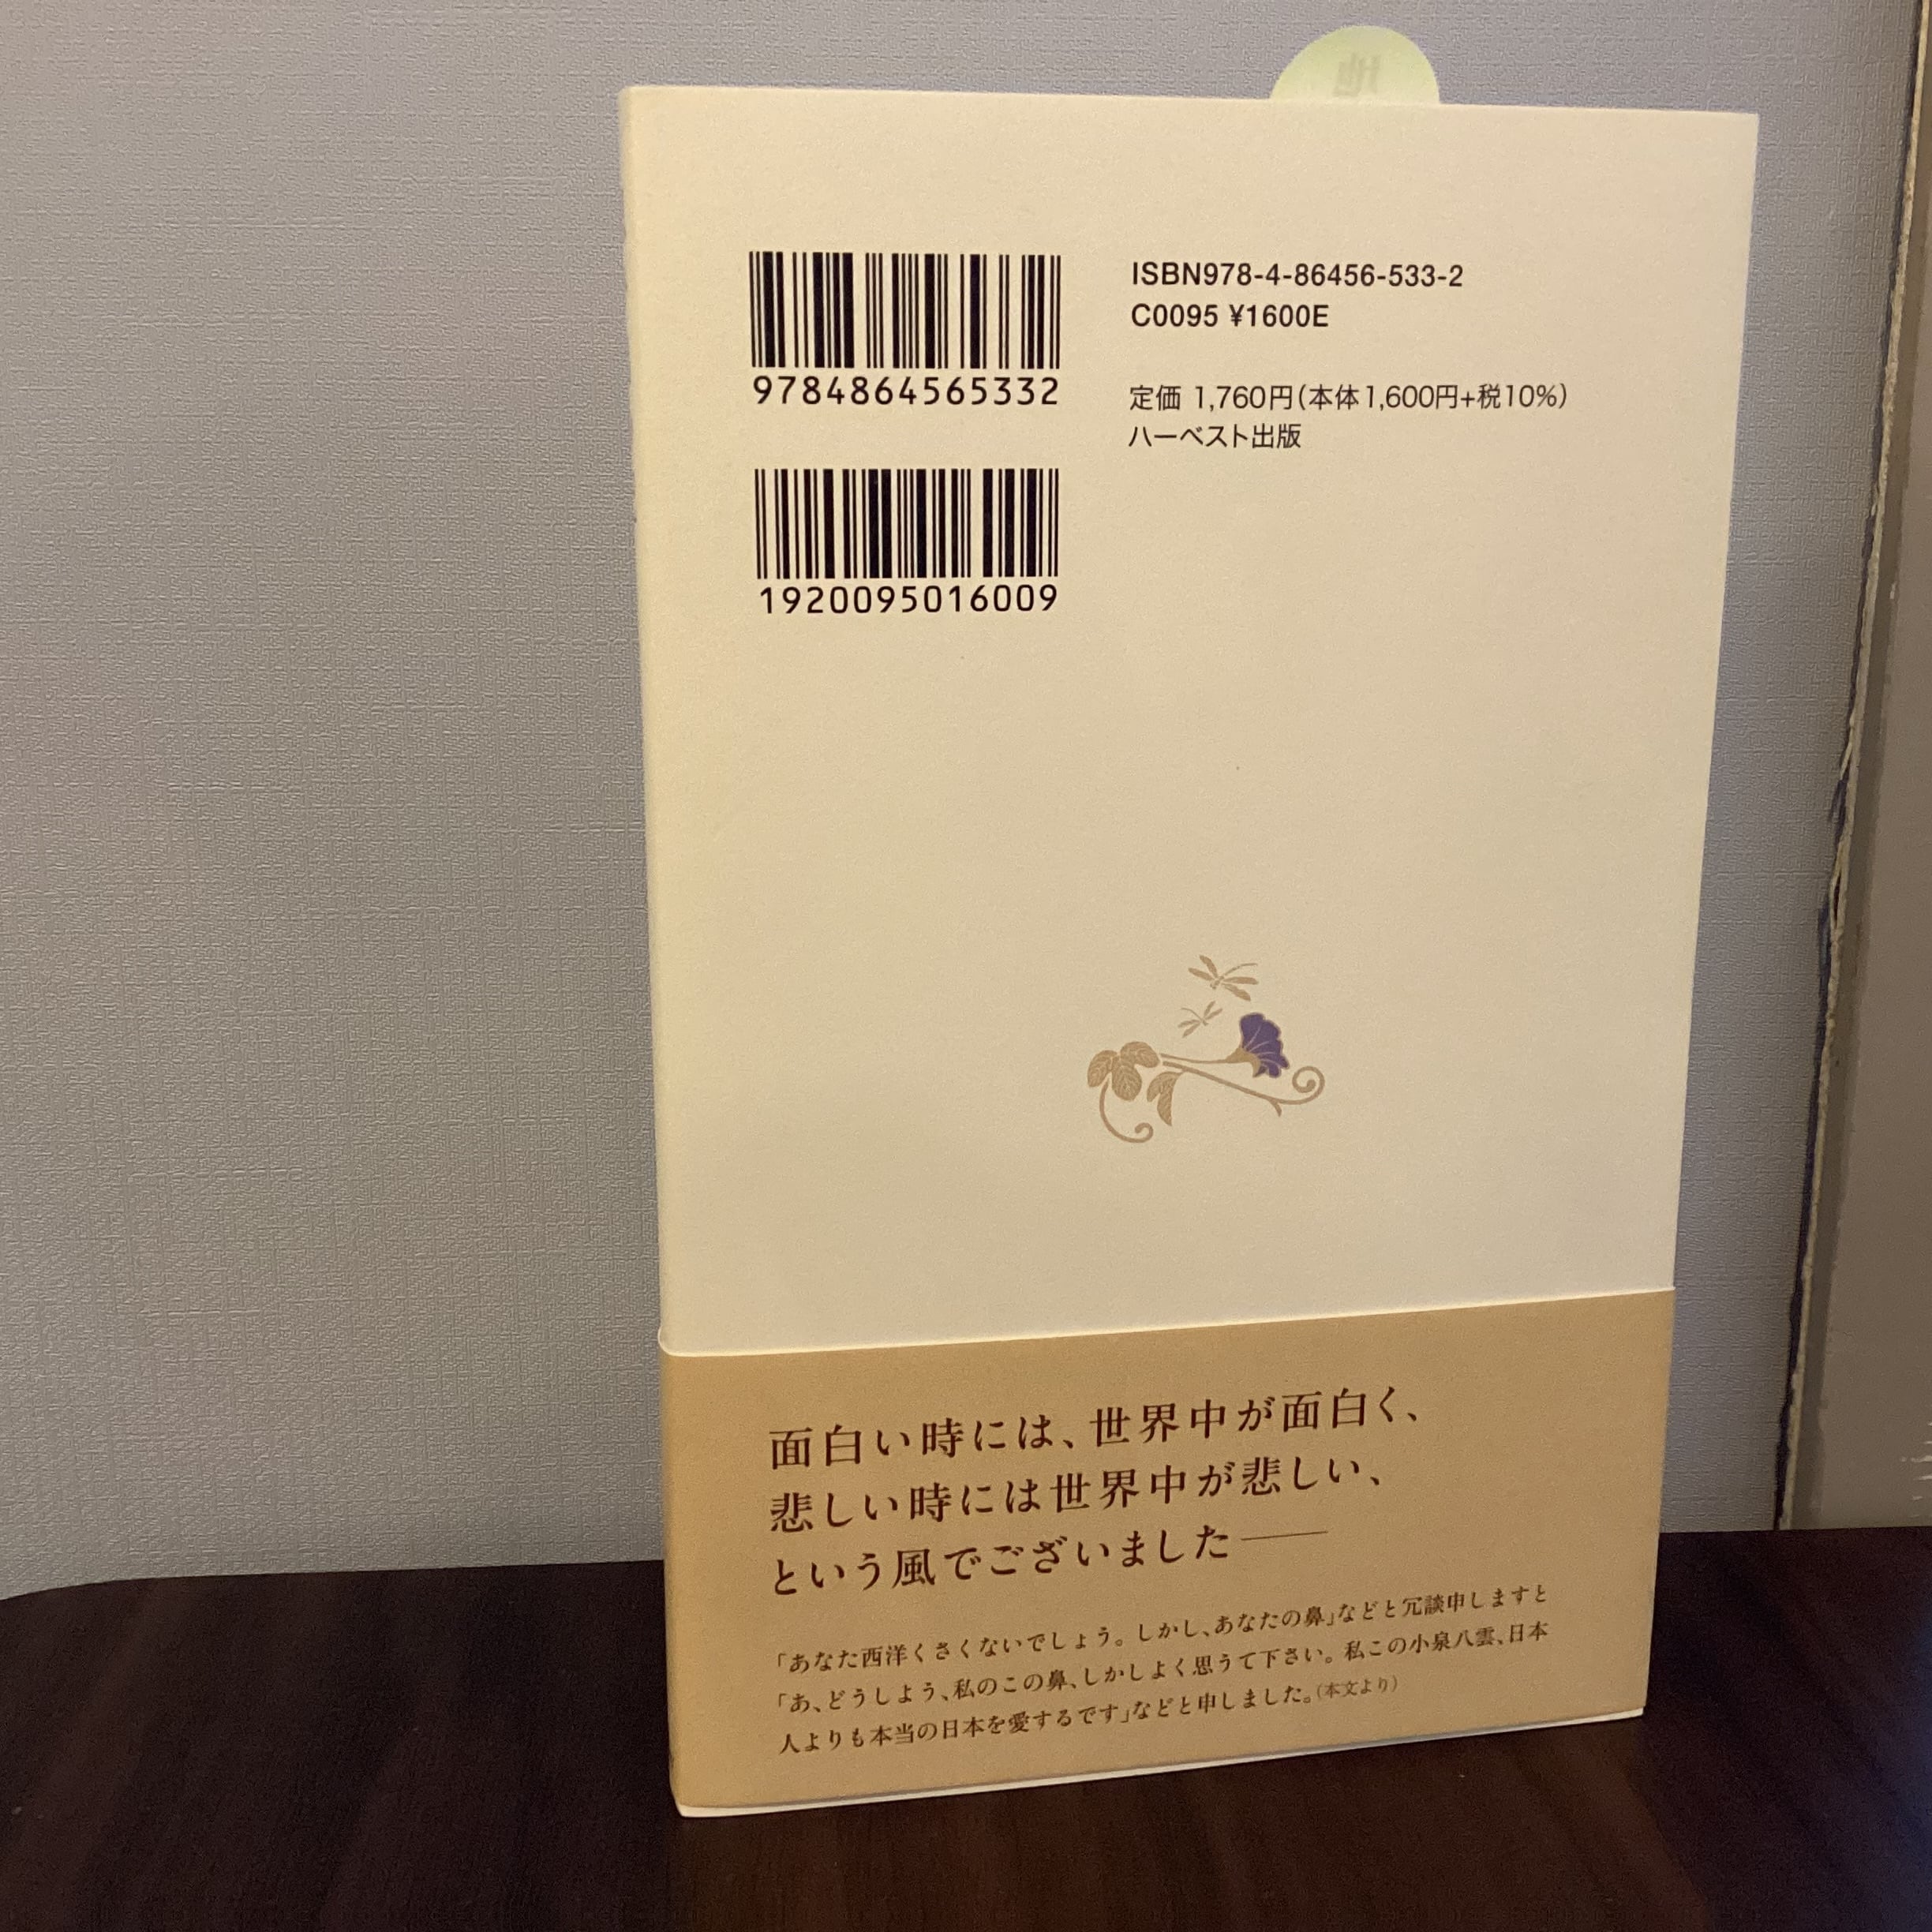 ISBN978-4-86456-533-2
C0095 ¥1600E
9784864565332
定価 1,760円(本体1,600円+税10%)
ハーベスト出版
1920095016009
面白い時には、世界中が面白く、
悲しい時には世界中が悲しい、
という風でございました――
「あなた西洋くさくないでしょう。しかし、あなたの鼻」などと冗談申しますと
「あ、どうしよう、私のこの鼻、しかしよく思うて下さい。私この小泉八雲、日本
人よりも本当の日本を愛するです」などと申しました。(本文より)